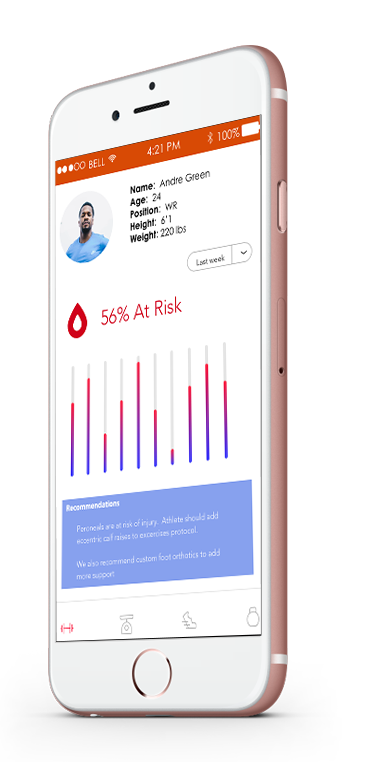 BELL 4:21 PM 100%
Name: Andre Green
Age: 24
Position: WR
Height: 6'1
Weight: 220 lbs
Last week
56% At Risk
Recommendations
Peroneals are at risk of injury. Athlete should add
eccentric calf raises to excercises protocol.
We also recommend custom foot orthotics to add
more support